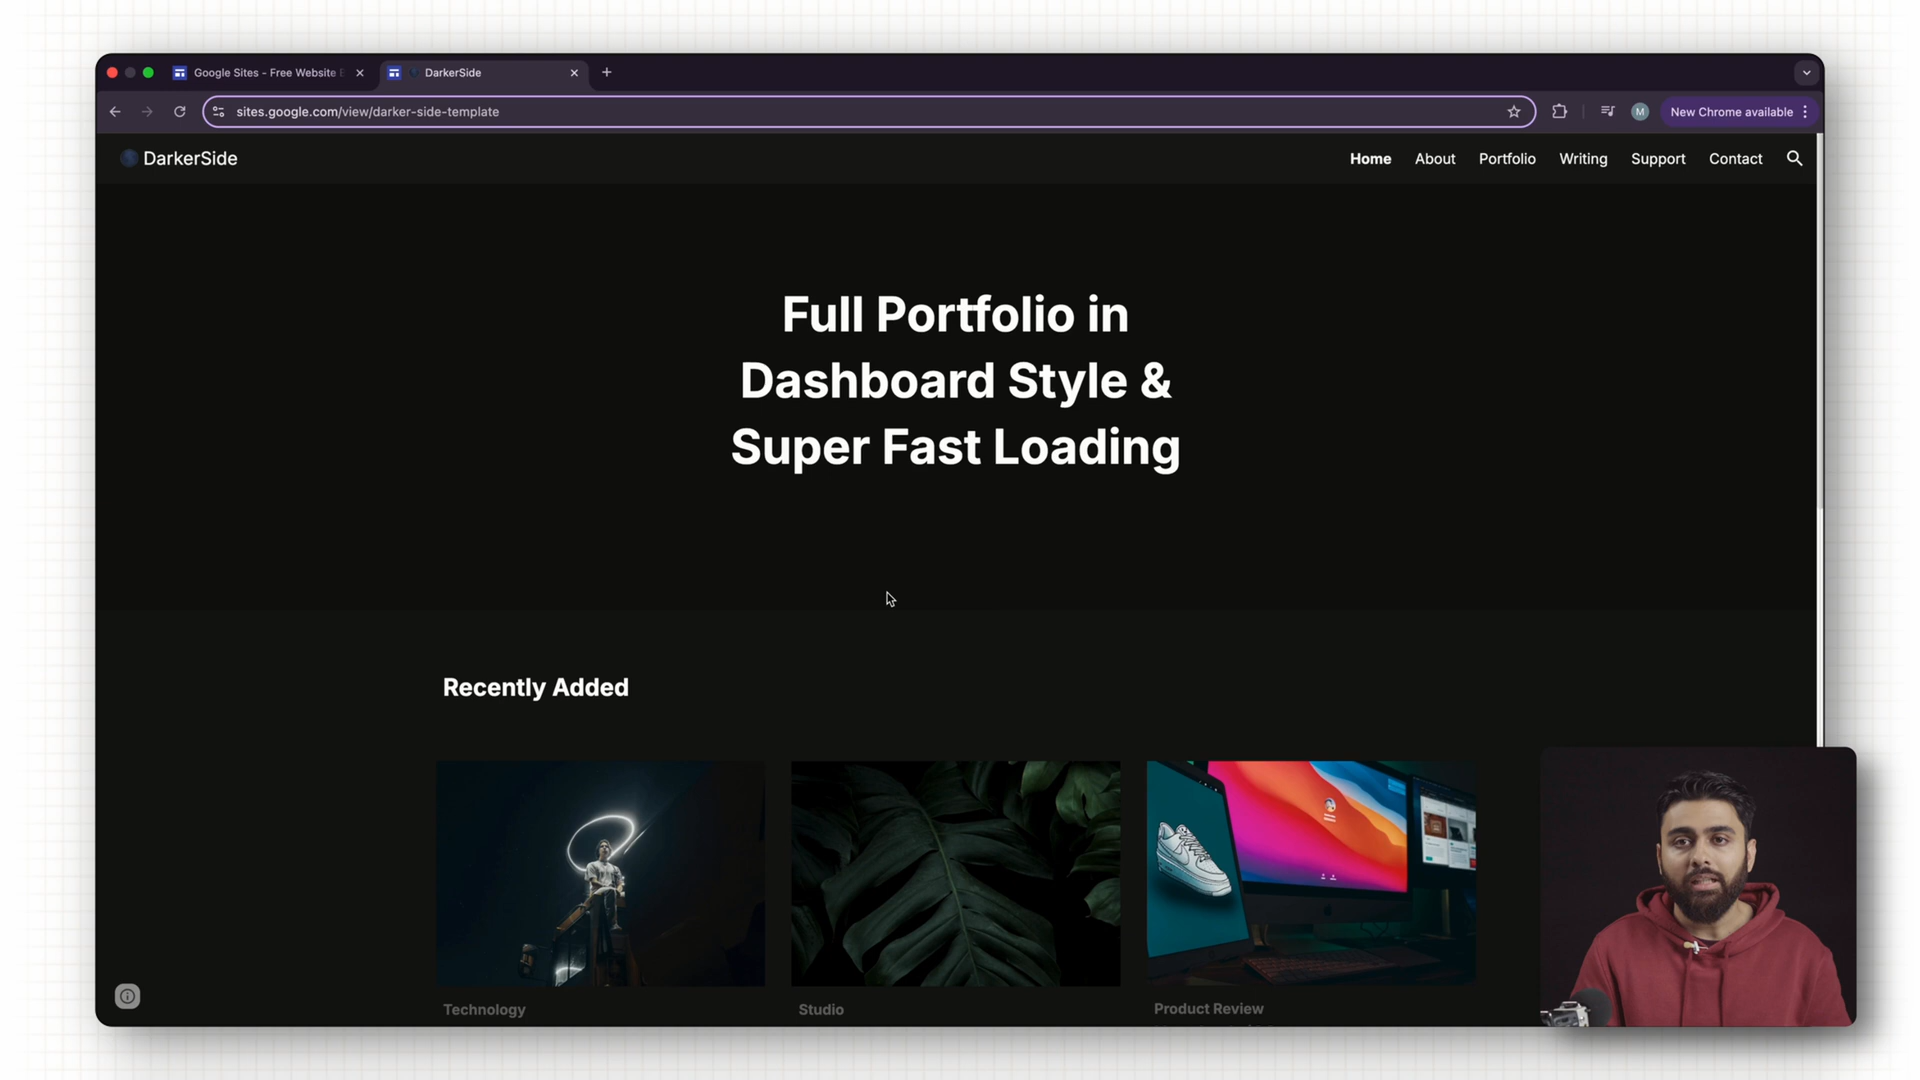 Google Sites - Free Website
DarkerSide
sites.google.com/view/darker-side-template
M
New Chrome available
DarkerSide
Home
About
Portfolio
Writing
Support
Contact
Full Portfolio in
Dashboard Style &
Super Fast Loading
Recently Added
Technology
Studio
Product Review